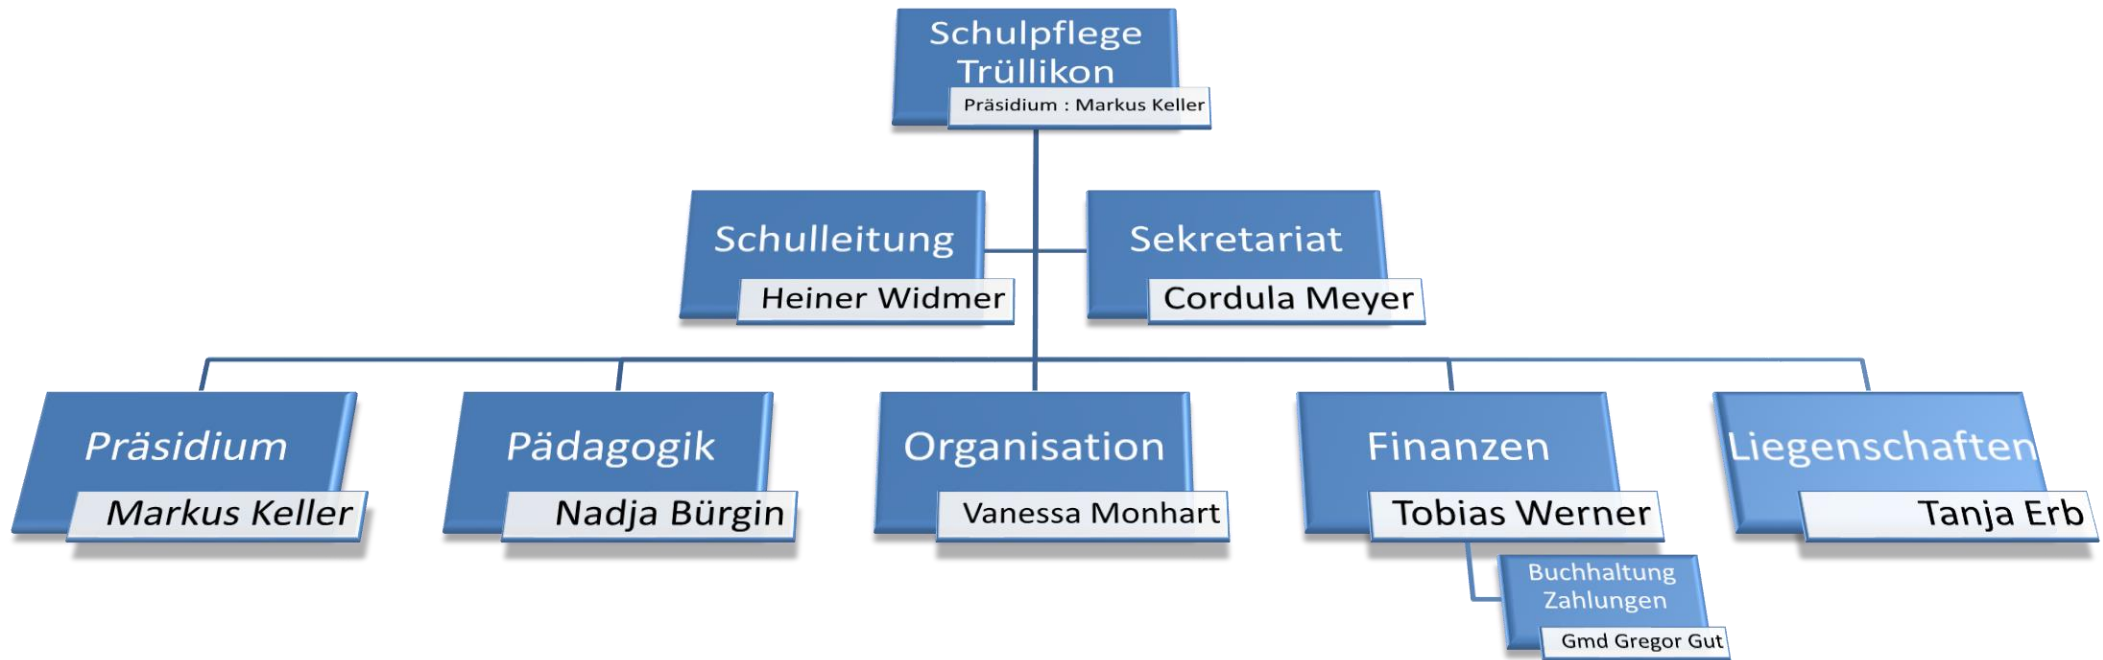 Schulpflege
Trüllikon
Präsidium : Markus Keller
Schulleitung
Heiner Widmer
Sekretariat
Cordula Meyer
Präsidium
Markus Keller
Pädagogik
Nadja Bürgin
Organisation
Vanessa Monhart
Finanzen
Tobias Werner
Liegenschaften
Tanja Erb
Buchhaltung
Zahlungen
Gmd Gregor Gut